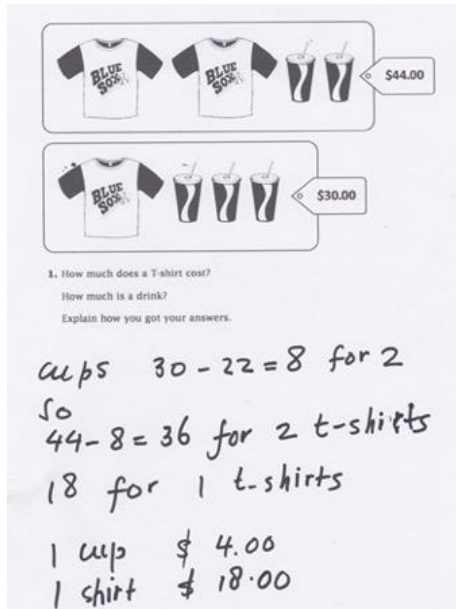 BLUE SOX BLUE SOX $44.00
BLUE SOX $30.00
1. How much does a T-shirt cost?
How much is a drink?
Explain how you got your answers.
cups 30 - 22 = 8 for 2
So
44 - 8 = 36 for 2 t-shirts
18 for 1 t-shirts
1 cup $ 4.00
1 shirt $ 18.00